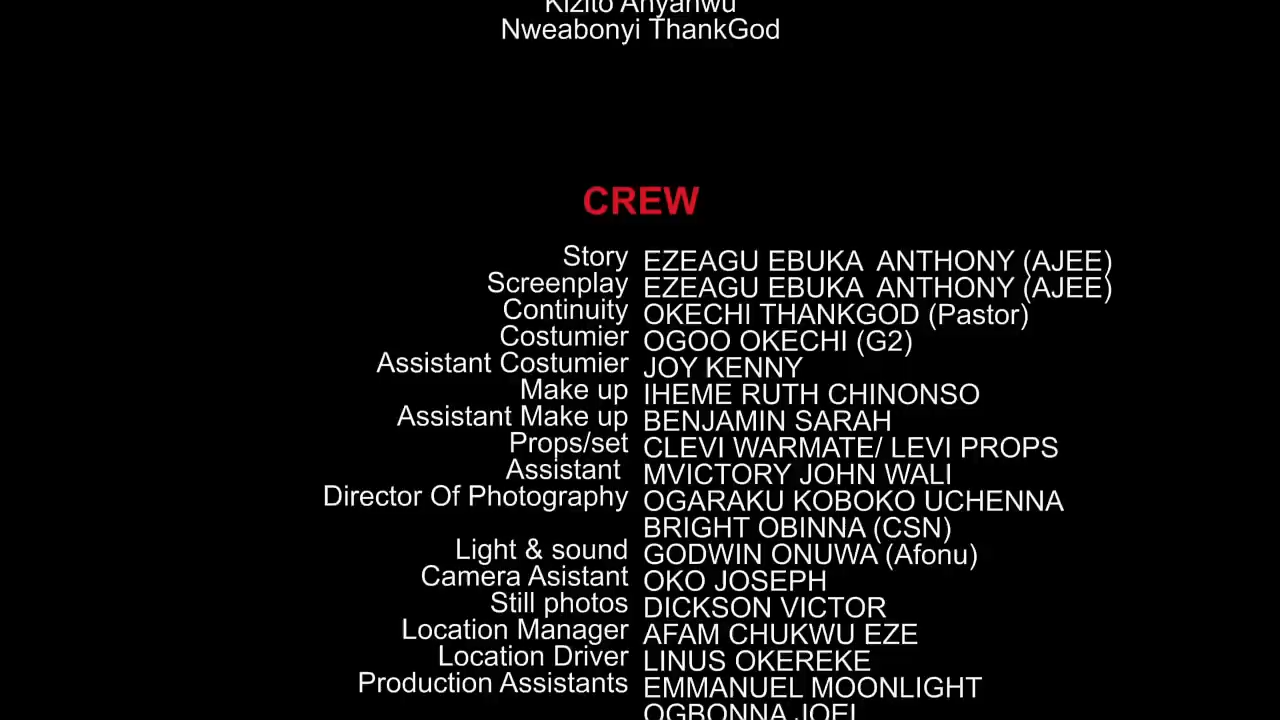 Kizito Anyanwu
Nweabonyi ThankGod
CREW
Story EZEAGU EBUKA ANTHONY (AJEE)
Screenplay EZEAGU EBUKA ANTHONY (AJEE)
Continuity OKECHI THANKGOD (Pastor)
Costumier OGOO OKECHI (G2)
Assistant Costumier JOY KENNY
Make up IHEME RUTH CHINONSO
Assistant Make up BENJAMIN SARAH
Props/set CLEVI WARMATE/ LEVI PROPS
Assistant MVICTORY JOHN WALI
Director Of Photography OGARAKU KOBOKO UCHENNA
BRIGHT OBINNA (CSN)
Light & sound GODWIN ONUWA (Afonu)
Camera Asistant OKO JOSEPH
Still photos DICKSON VICTOR
Location Manager AFAM CHUKWU EZE
Location Driver LINUS OKEREKE
Production Assistants EMMANUEL MOONLIGHT
OGBONNA JOEL